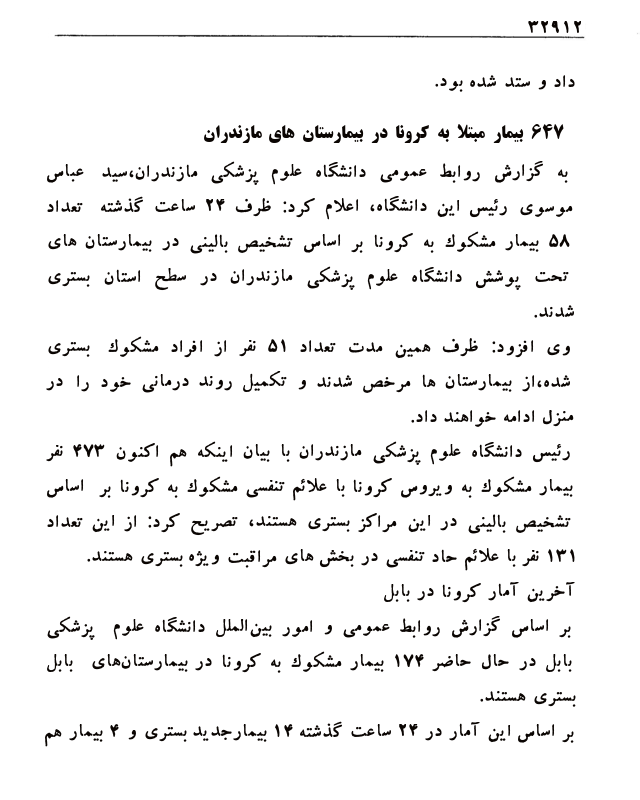 ۳۲۹۱۲
داد و ستد شده بود.
۶۴۷ بیمار مبتلا به کرونا در بیمارستان های مازندران
به گزارش روابط عمومی دانشگاه علوم پزشکی مازندران،سید عباس
موسوی رئیس این دانشگاه، اعلام کرد: ظرف ۲۴ ساعت گذشته تعداد
۵۸ بیمار مشکوك به کرونا بر اساس تشخیص بالینی در بیمارستان های
تحت پوشش دانشگاه علوم پزشکی مازندران در سطح استان بستری
شدند.
وی افزود: ظرف همین مدت تعداد ۵۱ نفر از افراد مشکوك بستری
شده،از بیمارستان ها مرخص شدند و تکمیل روند درمانی خود را در
منزل ادامه خواهند داد.
رئیس دانشگاه علوم پزشکی مازندران با بیان اینکه هم اکنون ۴۷۳ نفر
بیمار مشکوك به ویروس کرونا با علائم تنفسی مشکوك به کرونا بر اساس
تشخیص بالینی در این مراکز بستری هستند، تصریح کرد: از این تعداد
۱۳۱ نفر با علائم حاد تنفسی در بخش های مراقبت ویژه بستری هستند.
آخرین آمار کرونا در بابل
بر اساس گزارش روابط عمومی و امور بین‌الملل دانشگاه علوم پزشکی
بابل در حال حاضر ۱۷۴ بیمار مشکوك به کرونا در بیمارستان‌های بابل
بستری هستند.
بر اساس این آمار در ۲۴ ساعت گذشته ۱۴ بیمارجدید بستری و ۴ بیمار هم